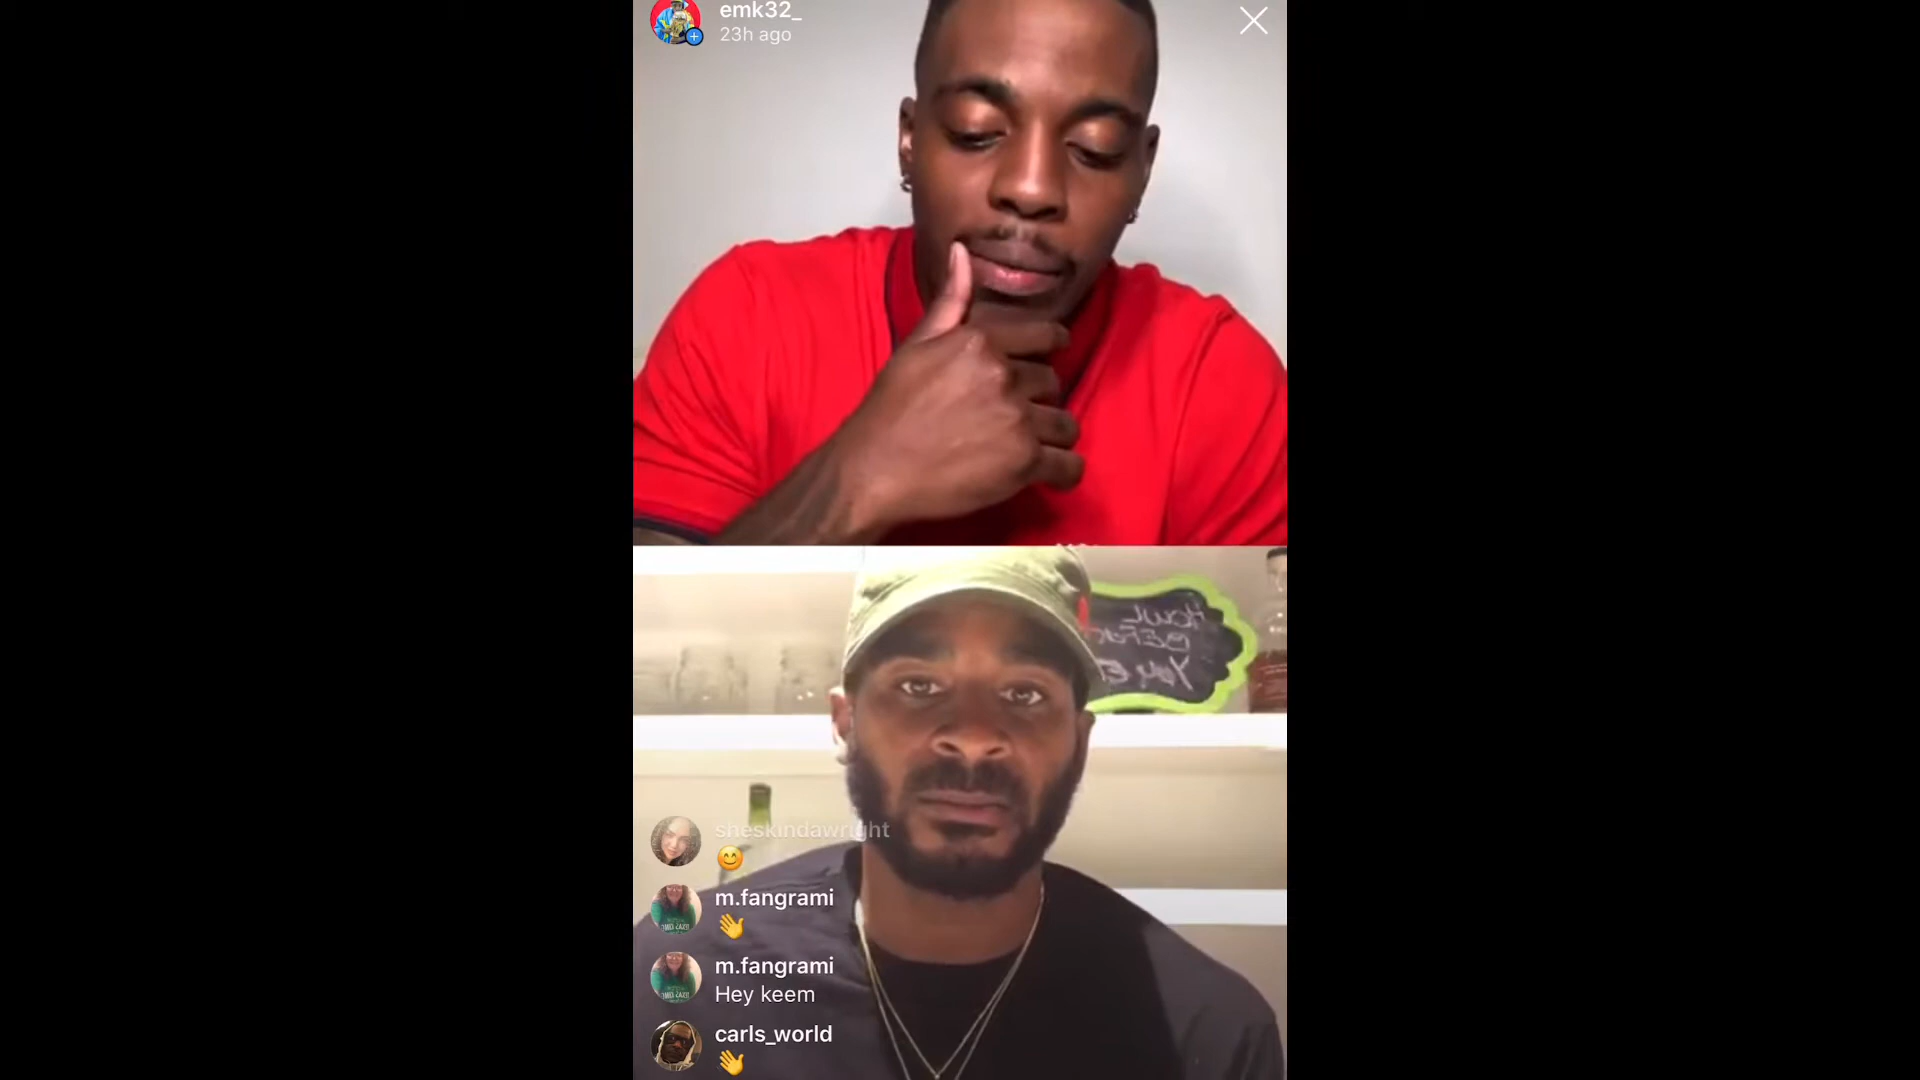 emk32_
23h ago
sheskindawright
😊
m.fangrami
👋
m.fangrami
Hey keem
carls_world
👋